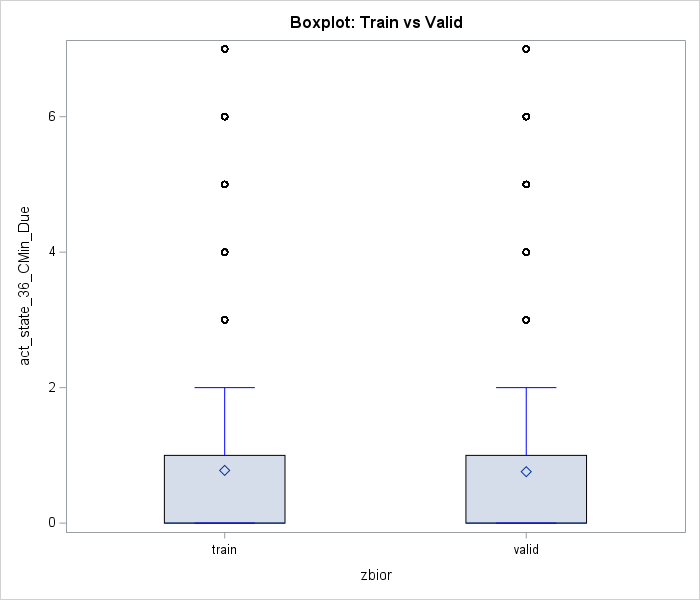 Boxplot: Train vs Valid
act_state_36_CMin_Due
6
4
2
0
train
valid
zbior